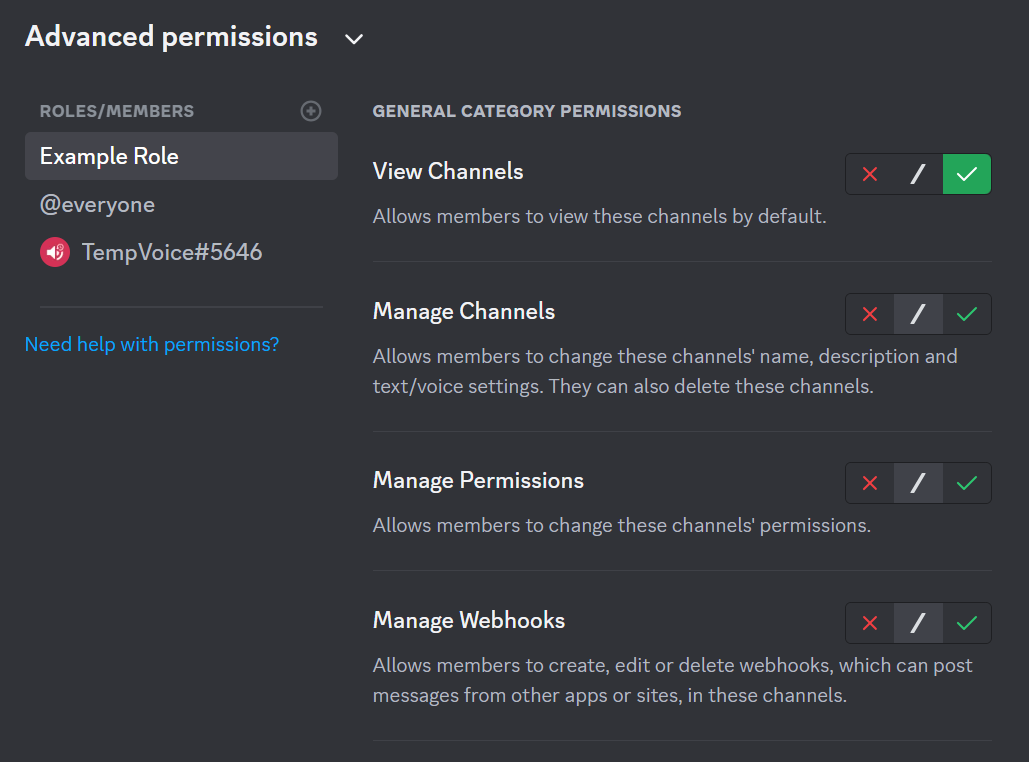 Advanced permissions
ROLES/MEMBERS
Example Role
@everyone
TempVoice#5646
Need help with permissions?
GENERAL CATEGORY PERMISSIONS
View Channels
Allows members to view these channels by default.
Manage Channels
Allows members to change these channels' name, description and
text/voice settings. They can also delete these channels.
Manage Permissions
Allows members to change these channels' permissions.
Manage Webhooks
Allows members to create, edit or delete webhooks, which can post
messages from other apps or sites, in these channels.